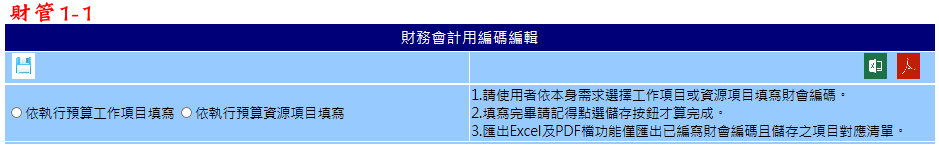 財管1-1
財務會計用編碼編輯
依執行預算工作項目填寫 依執行預算資源項目填寫
1.請使用者依本身需求選擇工作項目或資源項目填寫財會編碼。
2.填寫完畢請記得點選儲存按鈕才算完成。
3.匯出Excel及PDF檔功能僅匯出已編寫財會編碼且儲存之項目對應清單。